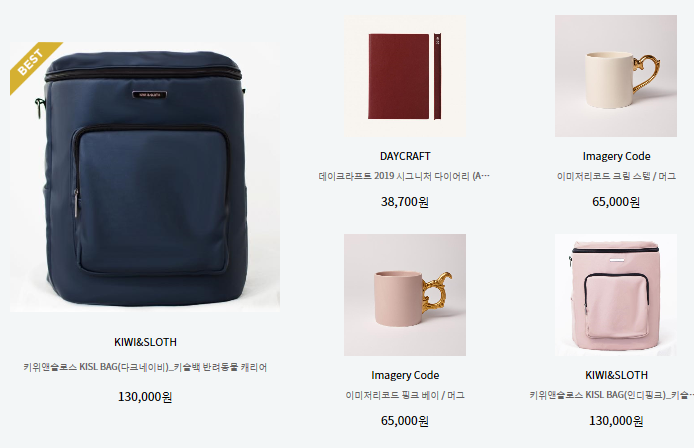 BEST
KIWI&SLOTH
키위앤슬로스 KISL BAG(다크네이비)_키슬백 반려동물 캐리어
130,000원
DAYCRAFT
데이크라프트 2019 시그니처 다이어리 (A…
38,700원
Imagery Code
이미저리코드 크림 스템 / 머그
65,000원
Imagery Code
이미저리코드 핑크 베이 / 머그
65,000원
KIWI&SLOTH
키위앤슬로스 KISL BAG(인디핑크)_키슬…
130,000원